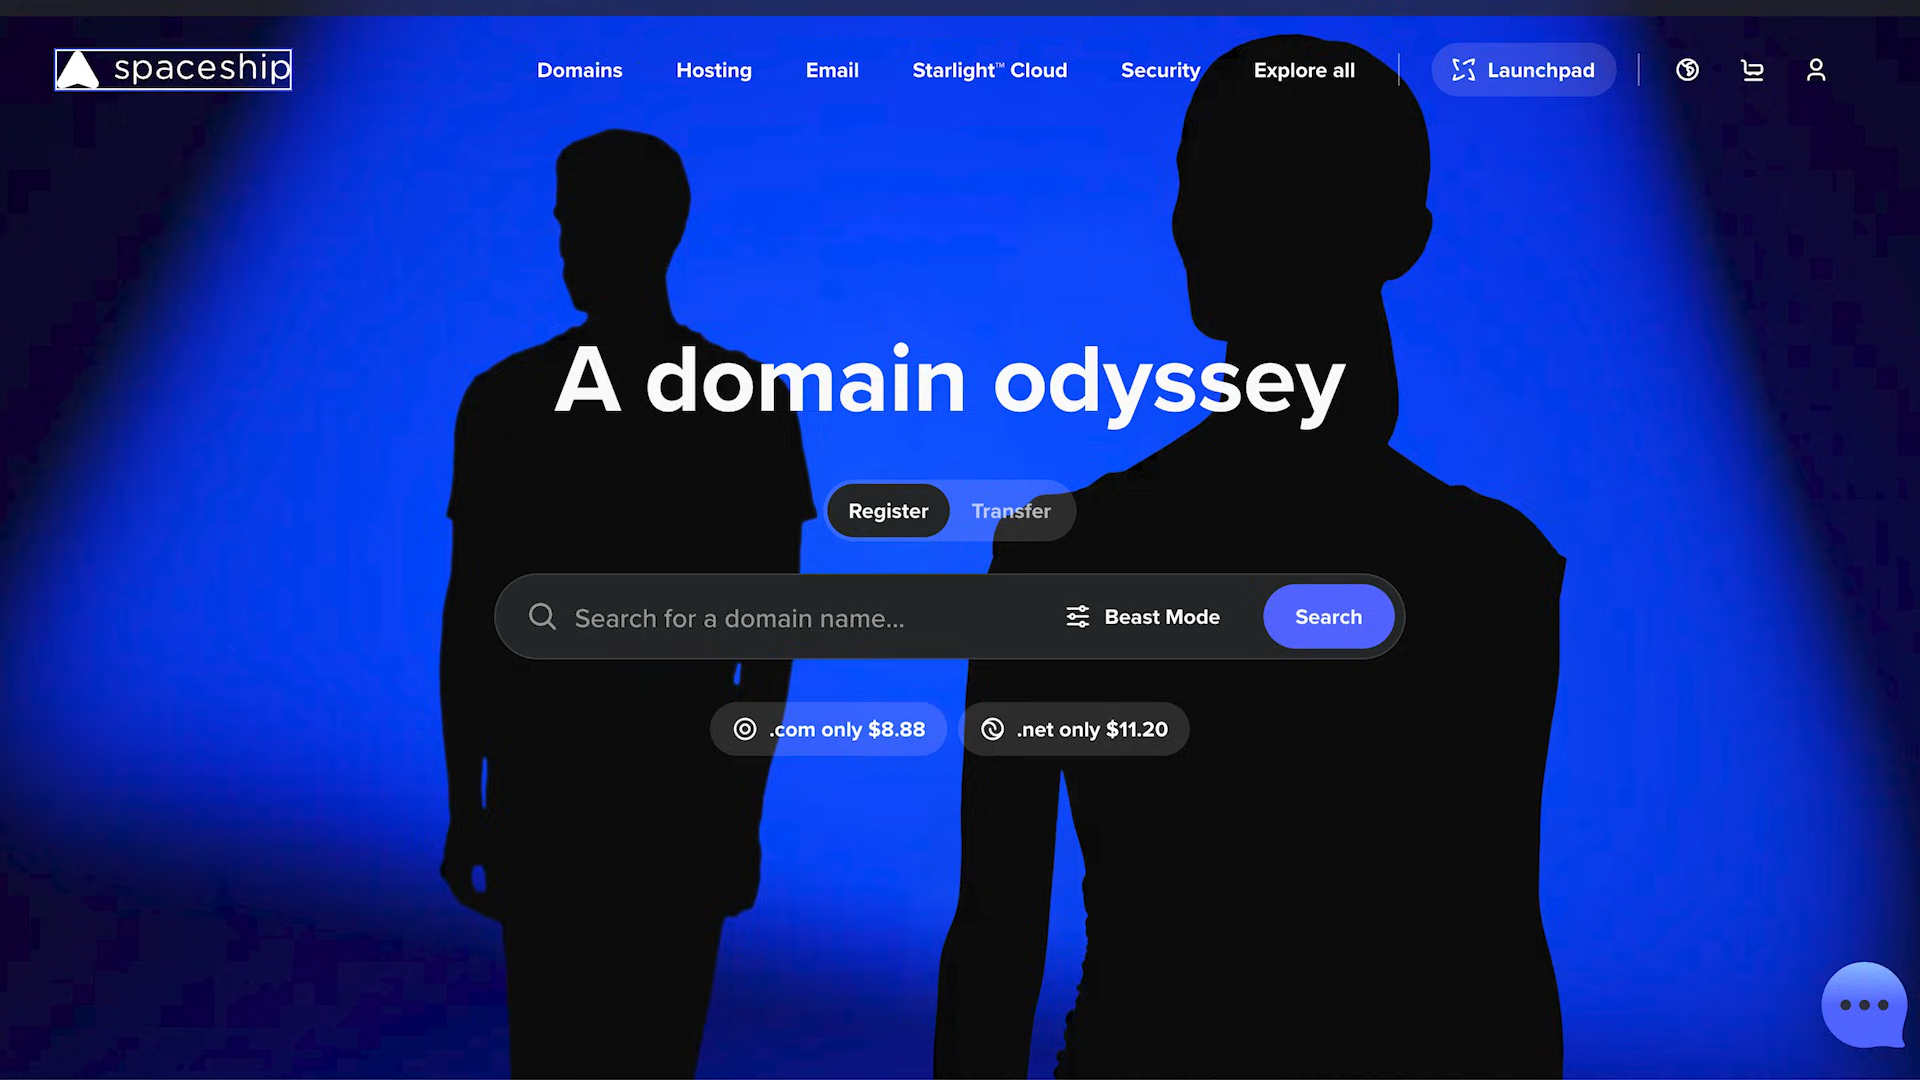 spaceship
Domains
Hosting
Email
Starlight™ Cloud
Security
Explore all
Launchpad
A domain odyssey
Register
Transfer
Search for a domain name...
Beast Mode
Search
.com only $8.88
.net only $11.20